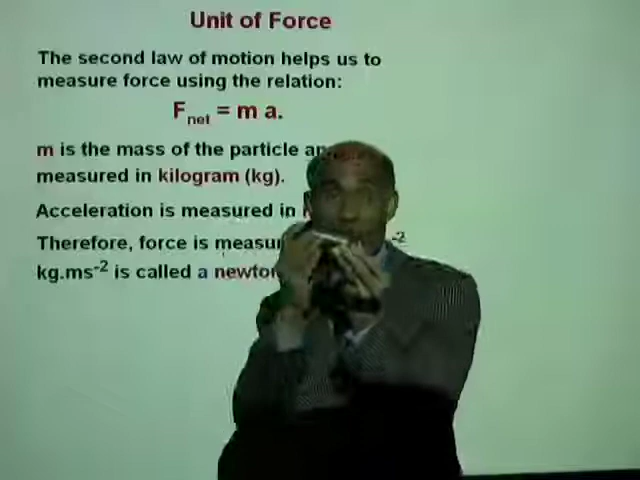 Unit of Force
The second law of motion helps us to
measure force using the relation:
Fnet = m a.
m is the mass of the particle
measured in kilogram (kg).
Acceleration is measured in
Therefore, force is -2
kg.ms-2 is called a